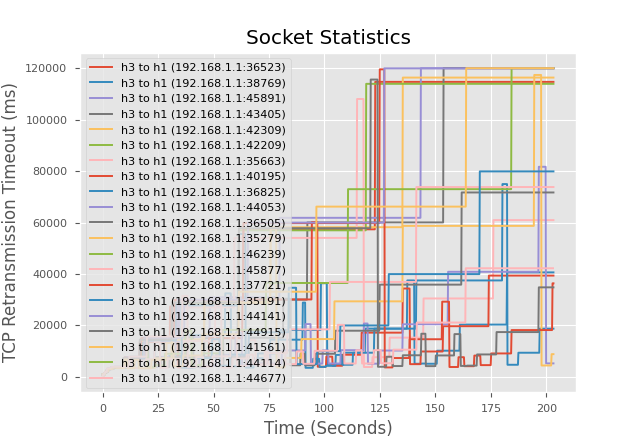 Socket Statistics
TCP Retransmission Timeout (ms)
120000
100000
80000
60000
40000
20000
0
h3 to h1 (192.168.1.1:36523)
h3 to h1 (192.168.1.1:38769)
h3 to h1 (192.168.1.1:45891)
h3 to h1 (192.168.1.1:43405)
h3 to h1 (192.168.1.1:42309)
h3 to h1 (192.168.1.1:42209)
h3 to h1 (192.168.1.1:35663)
h3 to h1 (192.168.1.1:40195)
h3 to h1 (192.168.1.1:36825)
h3 to h1 (192.168.1.1:44053)
h3 to h1 (192.168.1.1:36505)
h3 to h1 (192.168.1.1:35279)
h3 to h1 (192.168.1.1:46239)
h3 to h1 (192.168.1.1:45877)
h3 to h1 (192.168.1.1:37721)
h3 to h1 (192.168.1.1:35191)
h3 to h1 (192.168.1.1:44141)
h3 to h1 (192.168.1.1:44915)
h3 to h1 (192.168.1.1:41561)
h3 to h1 (192.168.1.1:44114)
h3 to h1 (192.168.1.1:44677)
0 25 50 75 100 125 150 175 200
Time (Seconds)